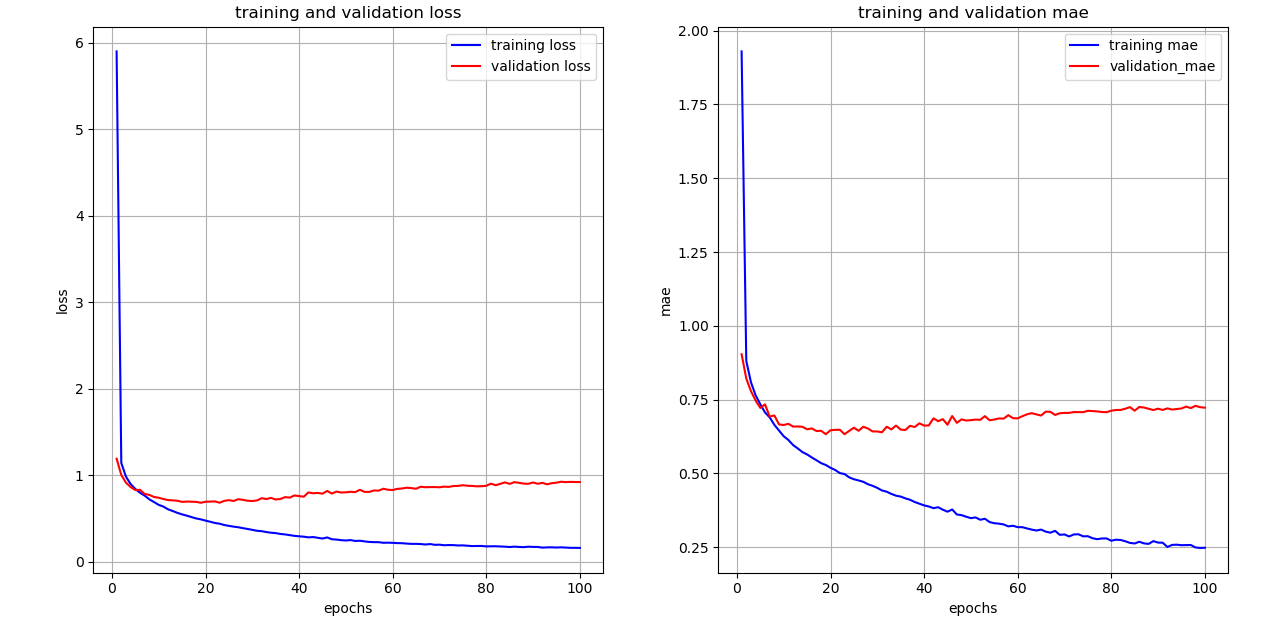 training and validation loss
training loss
validation loss
6
5
4
3
2
1
0
loss
0 20 40 60 80 100
epochs
training and validation mae
training mae
validation_mae
2.00
1.75
1.50
1.25
1.00
0.75
0.50
0.25
mae
0 20 40 60 80 100
epochs